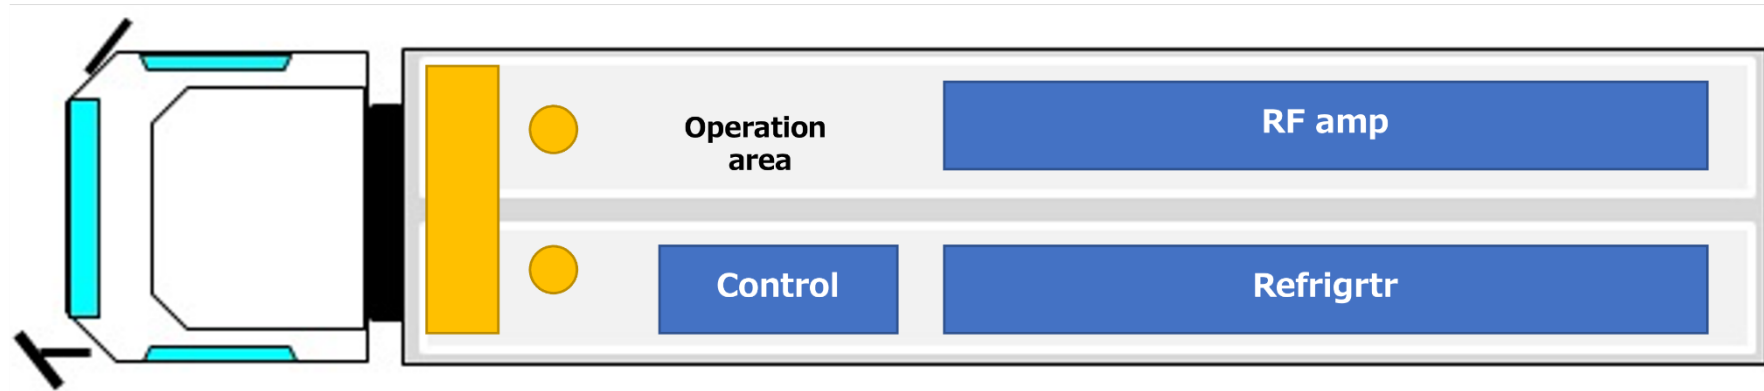 Operation
area
RF amp
Control
Refrigrtr